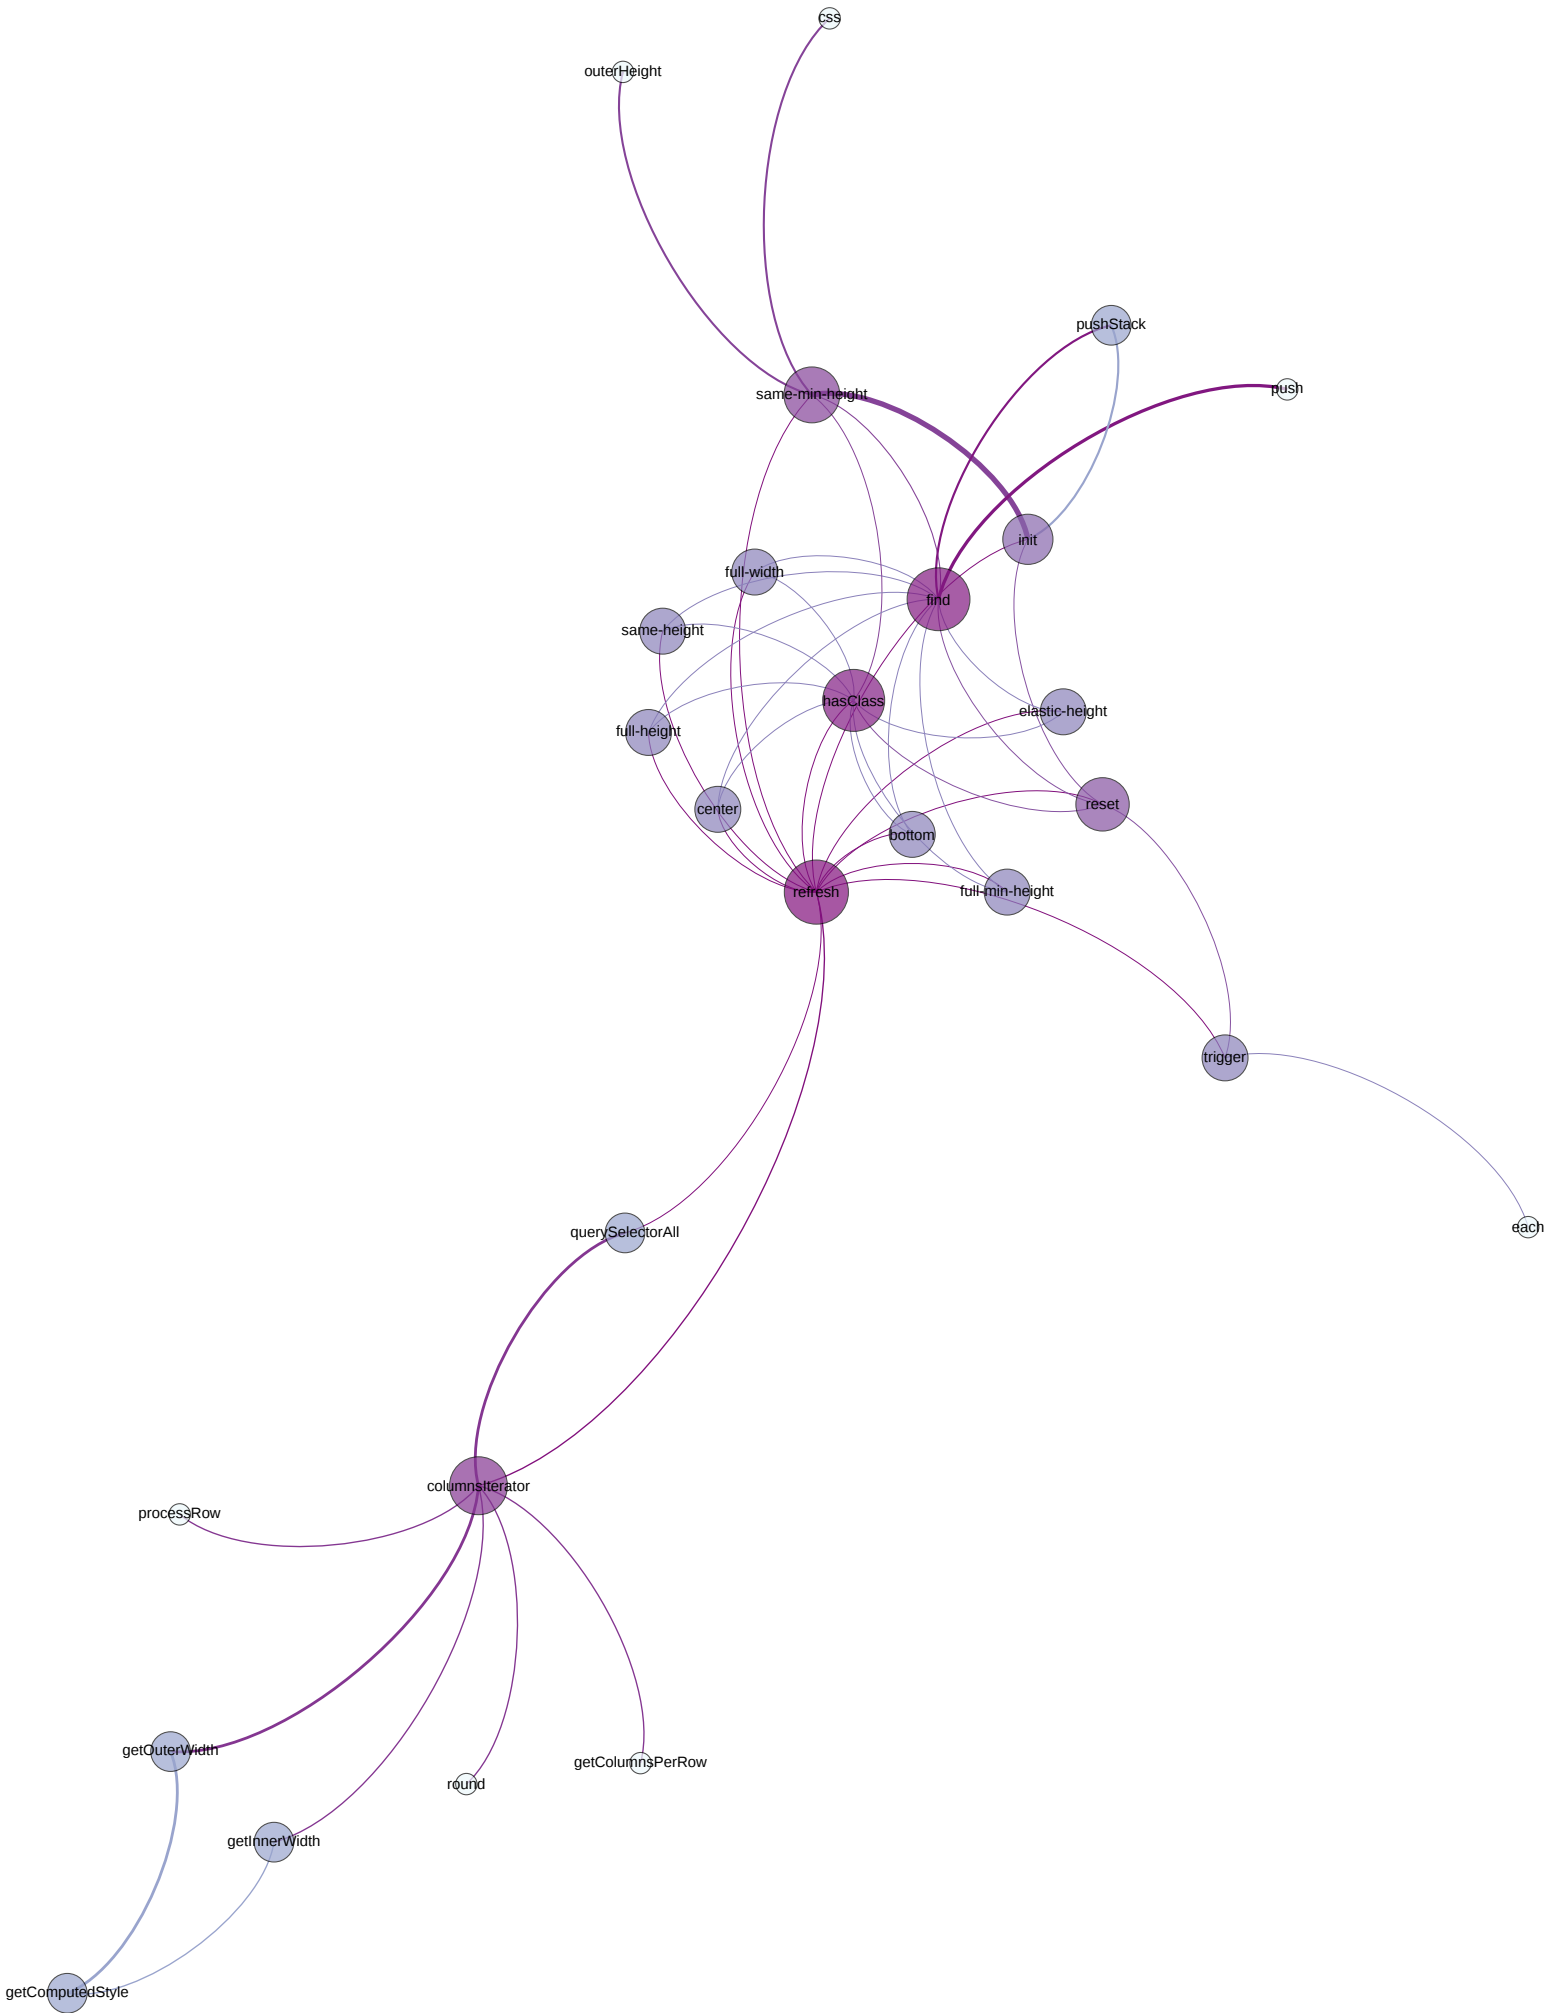 css
outerHeight
pushStack
push
same-min-height
init
full-width
find
same-height
hasClass
elastic-height
full-height
reset
center
bottom
refresh
full-min-height
trigger
each
querySelectorAll
columnsIterator
processRow
getOuterWidth
getColumnsPerRow
round
getInnerWidth
getComputedStyle